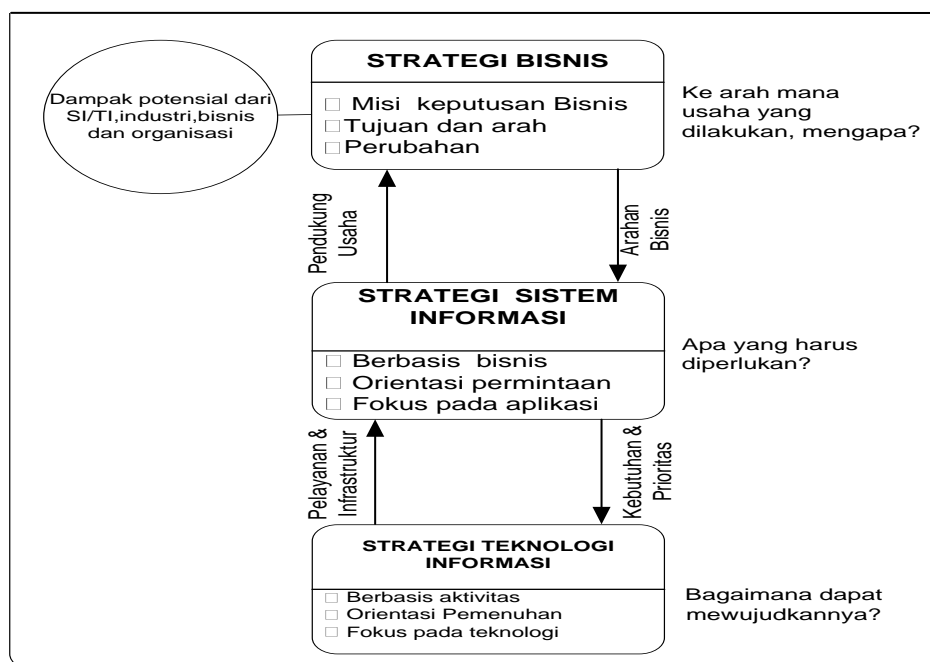 STRATEGI BISNIS
Dampak potensial dari
SI/TI,industri,bisnis
dan organisasi
□ Misi keputusan Bisnis
□ Tujuan dan arah
□ Perubahan
Ke arah mana
usaha yang
dilakukan, mengapa?
Pendukung
Usaha
Arahan
Bisnis
STRATEGI SISTEM
INFORMASI
□ Berbasis bisnis
□ Orientasi permintaan
□ Fokus pada aplikasi
Apa yang harus
diperlukan?
Pelayanan &
Infrastruktur
Kebutuhan &
Prioritas
STRATEGI TEKNOLOGI
INFORMASI
□ Berbasis aktivitas
□ Orientasi Pemenuhan
□ Fokus pada teknologi
Bagaimana dapat
mewujudkannya?